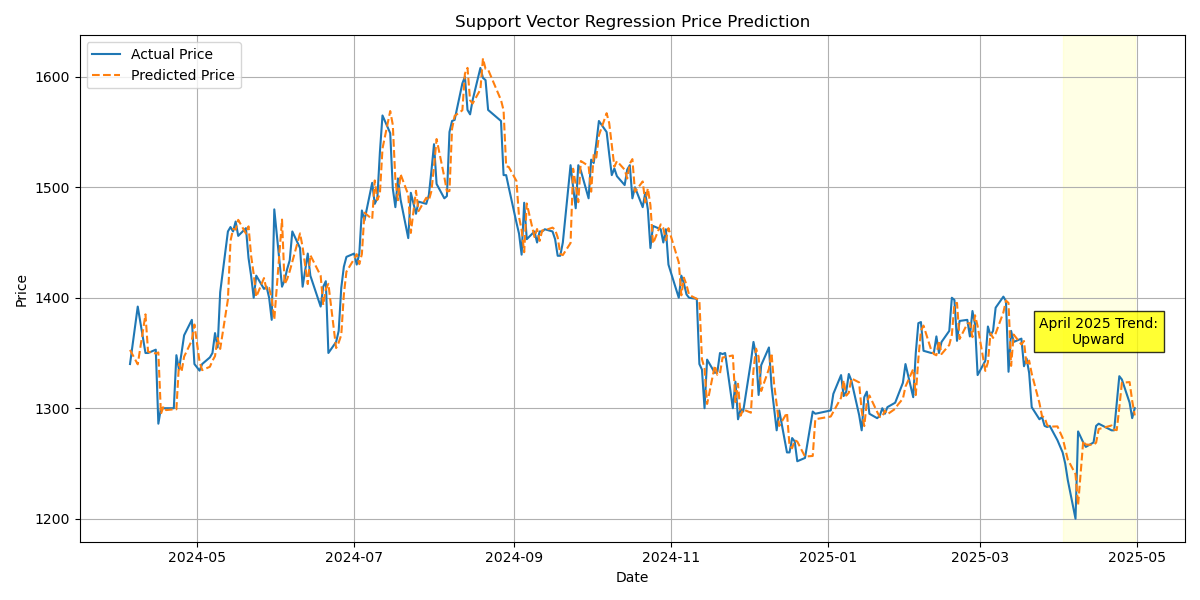 Support Vector Regression Price Prediction
Actual Price
Predicted Price
Price
1600
1500
1400
1300
1200
April 2025 Trend:
Upward
2024-05
2024-07
2024-09
2024-11
2025-01
2025-03
2025-05
Date